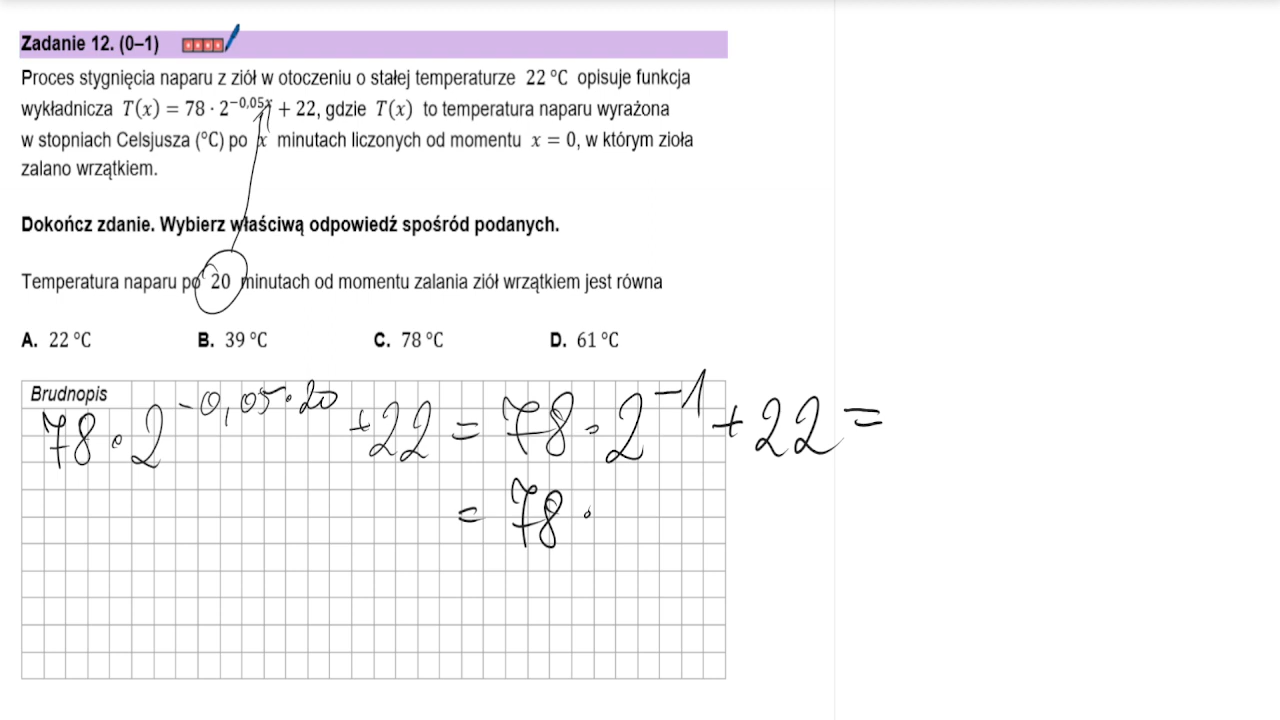 Zadanie 12. (0–1)
Proces stygnięcia naparu z ziół w otoczeniu o stałej temperaturze 22 °C opisuje funkcja
wykładnicza T(x) = 78 · 2^−0,05x + 22, gdzie T(x) to temperatura naparu wyrażona
w stopniach Celsjusza (°C) po x minutach liczonych od momentu x = 0, w którym zioła
zalano wrzątkiem.
Dokończ zdanie. Wybierz właściwą odpowiedź spośród podanych.
Temperatura naparu po 20 minutach od momentu zalania ziół wrzątkiem jest równa
A. 22 °C B. 39 °C C. 78 °C D. 61 °C
Brudnopis
78 · 2^−0,05·20 + 22 = 78 · 2^−1 + 22 =
= 78 ·